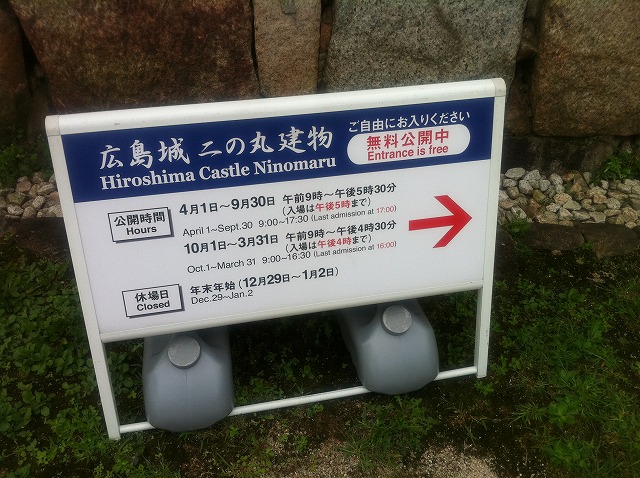 広島城 二の丸建物
Hiroshima Castle Ninomaru
ご自由にお入りください
無料公開中
Entrance is free
公開時間
Hours
4月1日～9月30日 午前9時～午後5時30分
(入場は午後5時まで)
April 1~Sept.30 9:00~17:30 (Last admission at 17:00)
10月1日～3月31日 午前9時～午後4時30分
(入場は午後4時まで)
Oct.1~March 31 9:00~16:30 (Last admission at 16:00)
休場日
Closed
年末年始 (12月29日～1月2日)
Dec.29~Jan.2